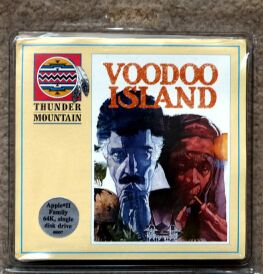 VOODOO
ISLAND
THUNDER
MOUNTAIN
Apple®II
Family
64K, single
disk drive